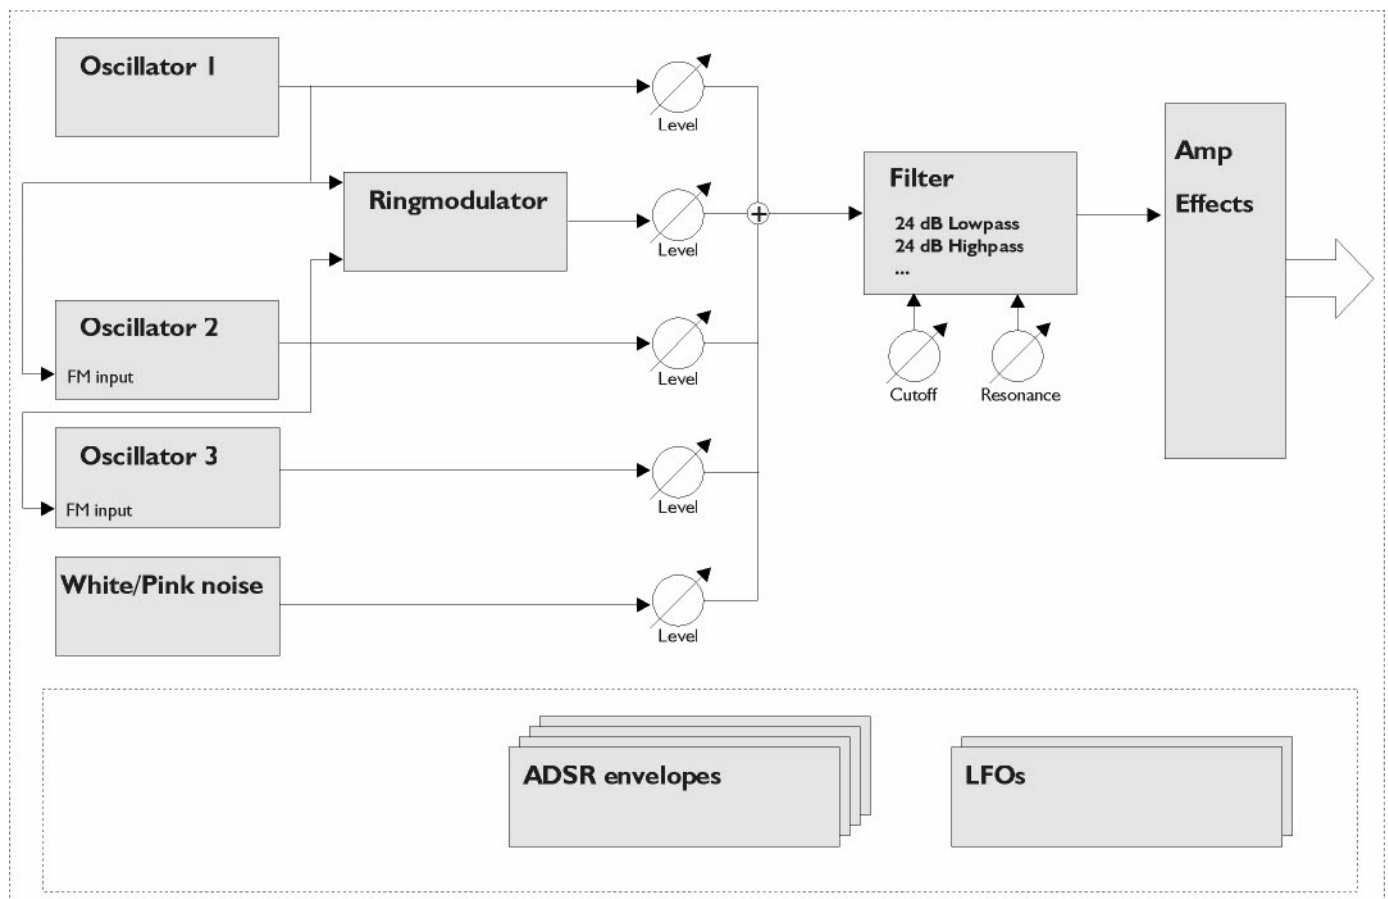 Oscillator 1
Level
Ringmodulator
Level
Filter
24 dB Lowpass
24 dB Highpass
...
Amp
Effects
Oscillator 2
FM input
Level
Cutoff
Resonance
Oscillator 3
FM input
Level
White/Pink noise
Level
ADSR envelopes
LFOs